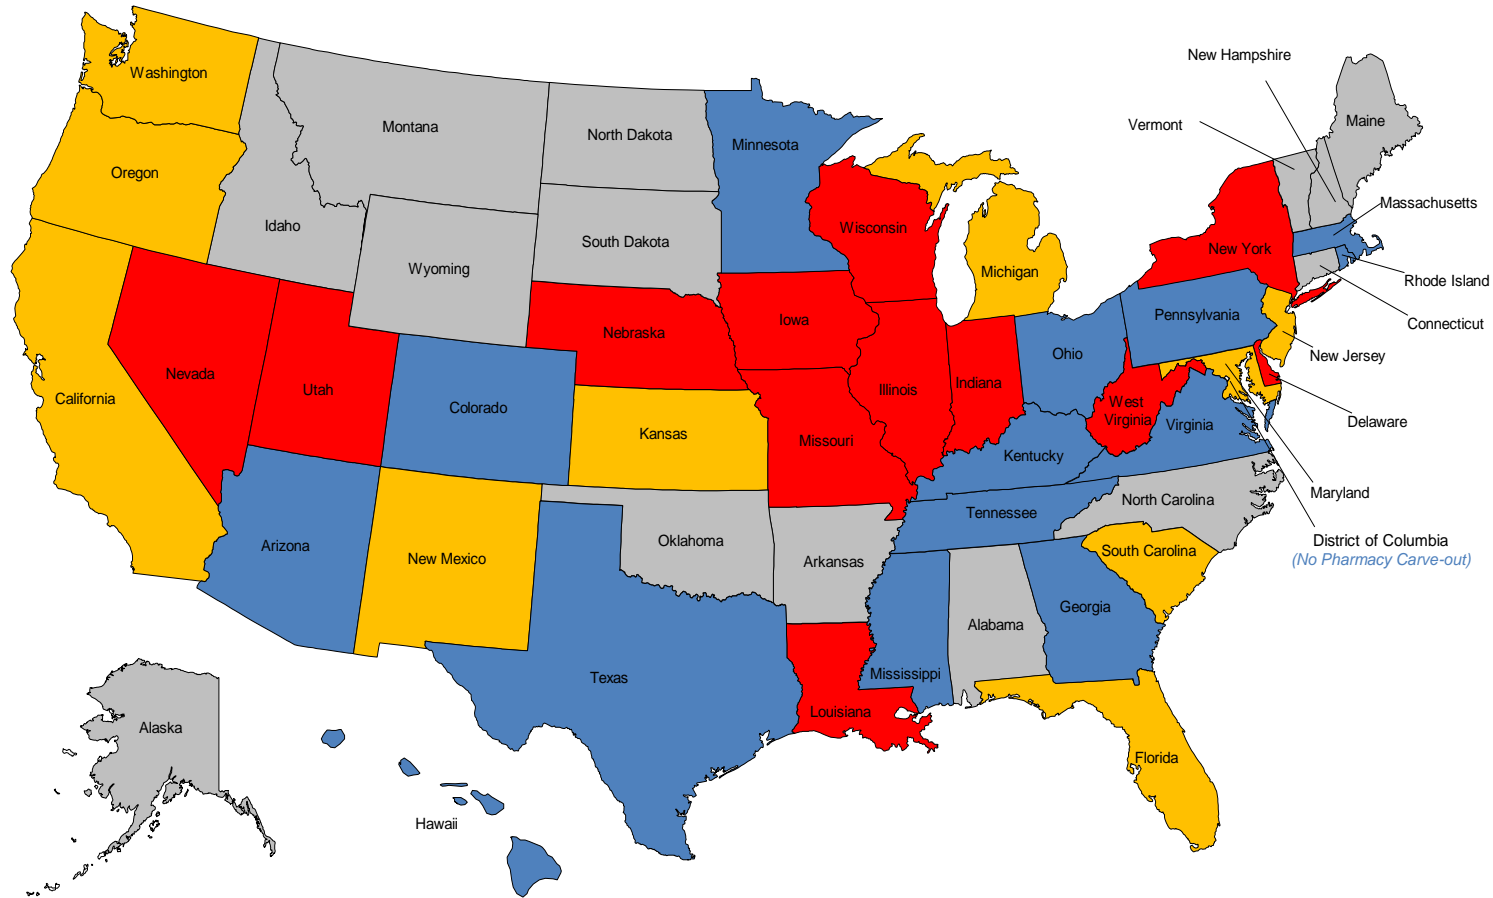 New Hampshire
Washington
Maine
Vermont
Montana
North Dakota
Minnesota
Oregon
Massachusetts
Idaho
Wisconsin
South Dakota
New York
Wyoming
Michigan
Rhode Island
Pennsylvania
Iowa
Connecticut
Nebraska
Ohio
New Jersey
Nevada
Utah
Illinois
Indiana
California
Colorado
West
Virginia
Delaware
Virginia
Kansas
Missouri
Kentucky
Maryland
North Carolina
Tennessee
Oklahoma
District of Columbia
(No Pharmacy Carve-out)
Arizona
New Mexico
South Carolina
Arkansas
Georgia
Alabama
Texas
Mississippi
Louisiana
Alaska
Florida
Hawaii